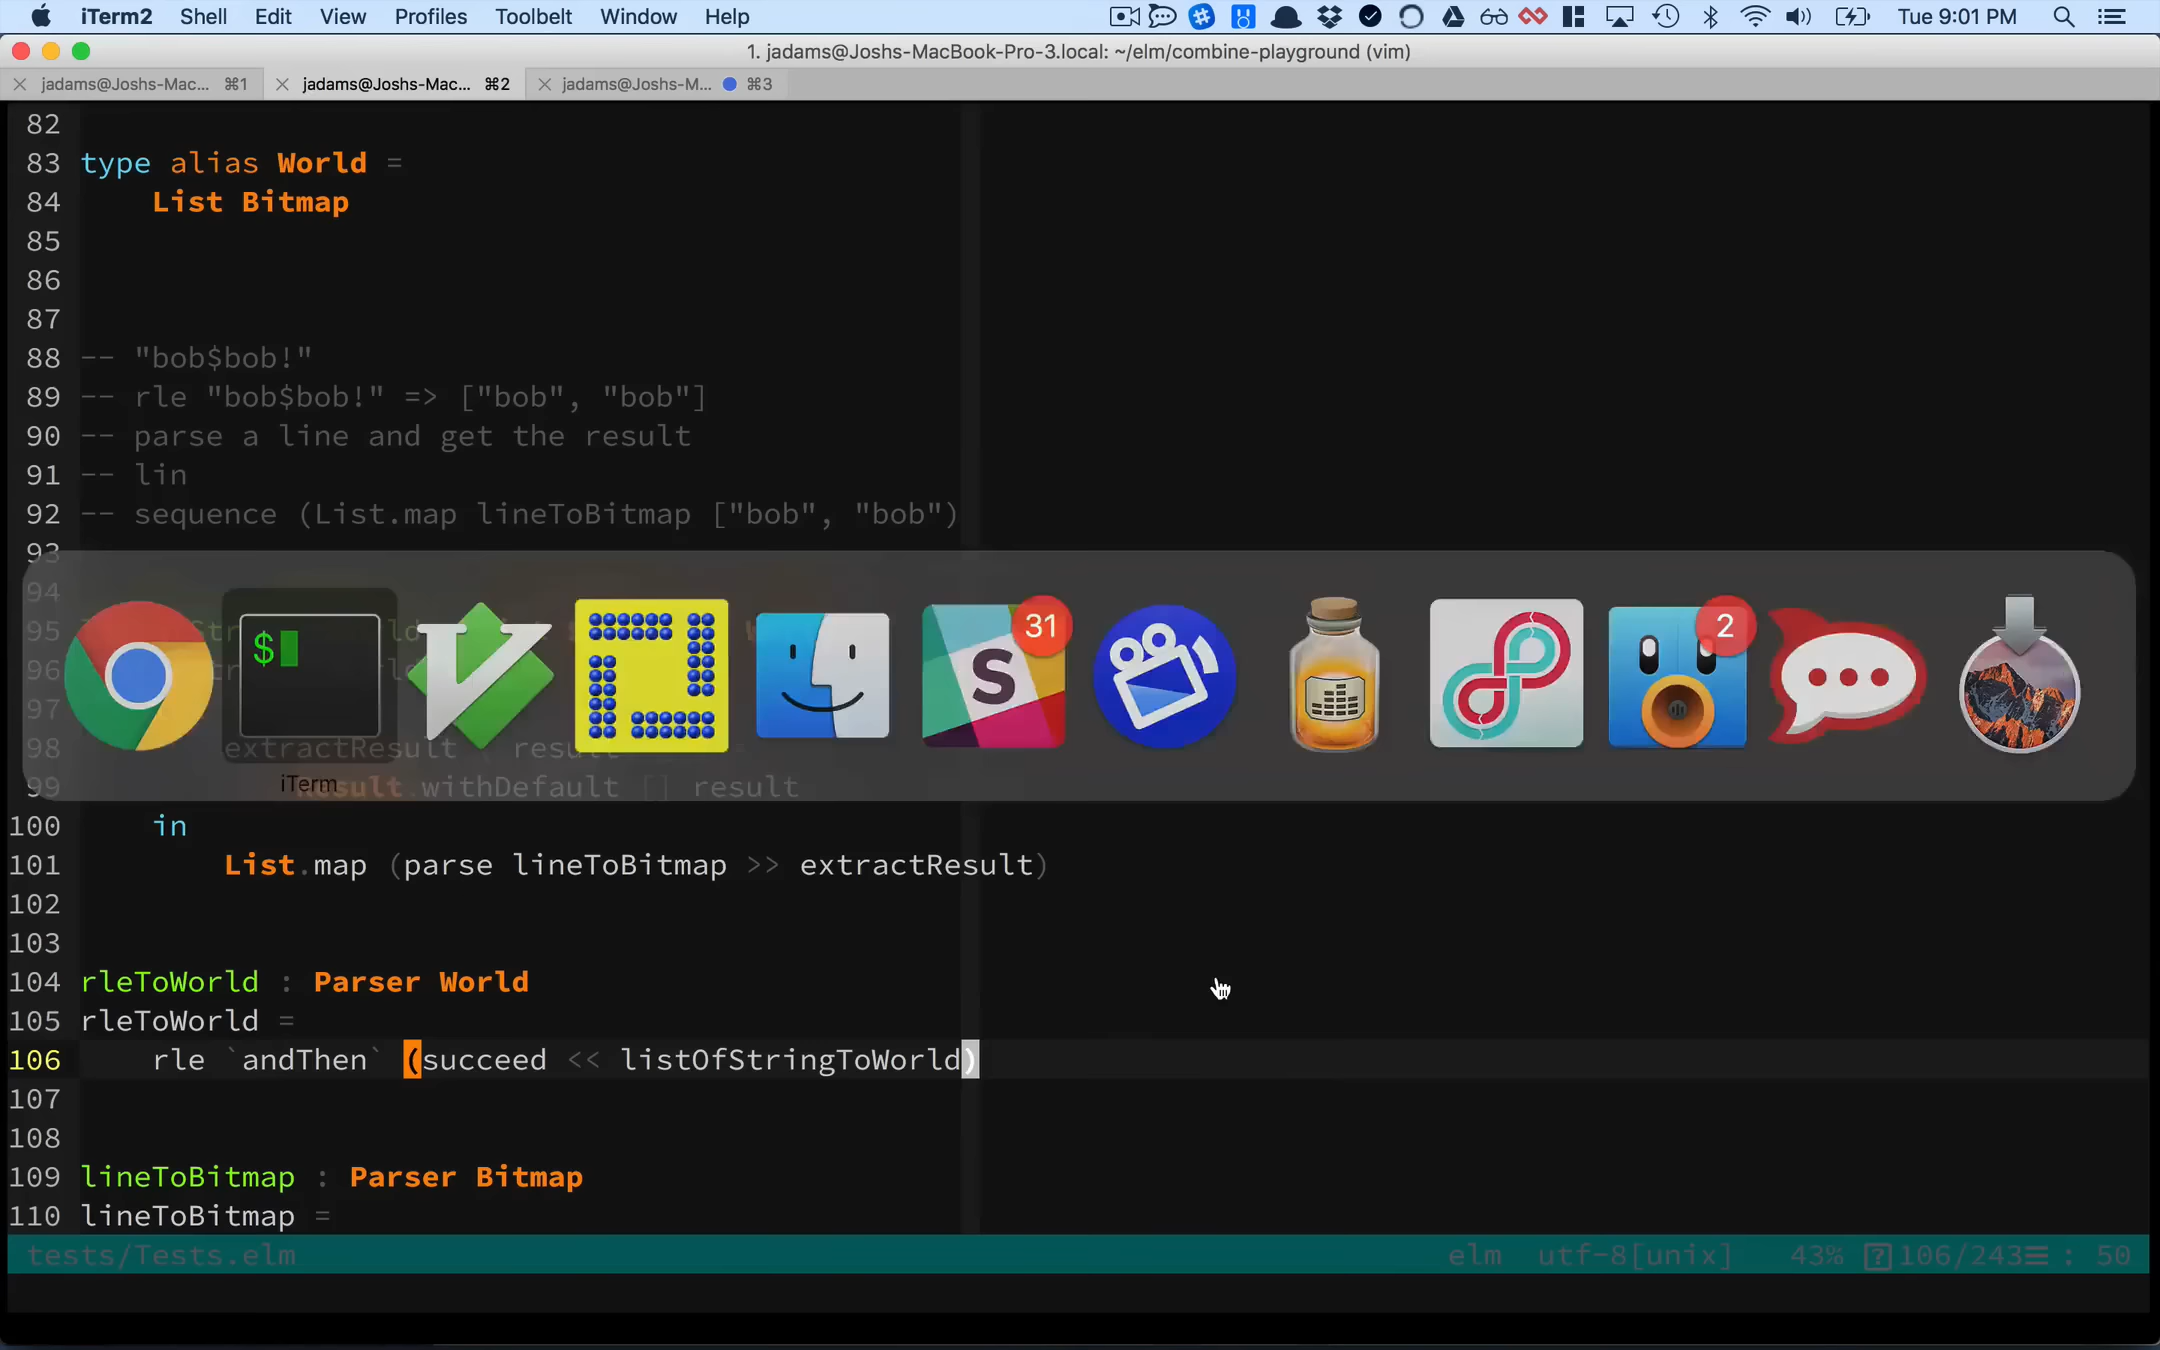 iTerm2 Shell Edit View Profiles Toolbelt Window Help Tue 9:01 PM
1. jadams@Joshs-MacBook-Pro-3.local: ~/elm/combine-playground (vim)
jadams@Joshs-Mac... ⌘1 jadams@Joshs-Mac... ⌘2 jadams@Joshs-M... ⌘3
82
83 type alias World =
84 List Bitmap
85
86
87
88 -- "bob$bob!"
89 -- rle "bob$bob!" => ["bob", "bob"]
90 -- parse a line and get the result
91 -- lin
92 -- sequence (List.map lineToBitmap ["bob", "bob")
93
94
95
96
97
$ S 31 2
98 extractResult result
iTerm
99 Result.withDefault [] result
100 in
101 List.map (parse lineToBitmap >> extractResult)
102
103
104 rleToWorld : Parser World
105 rleToWorld =
106 rle `andThen` (succeed << listOfStringToWorld)
107
108
109 lineToBitmap : Parser Bitmap
110 lineToBitmap =
tests/Tests.elm elm utf-8[unix] 43% 106/243 : 50